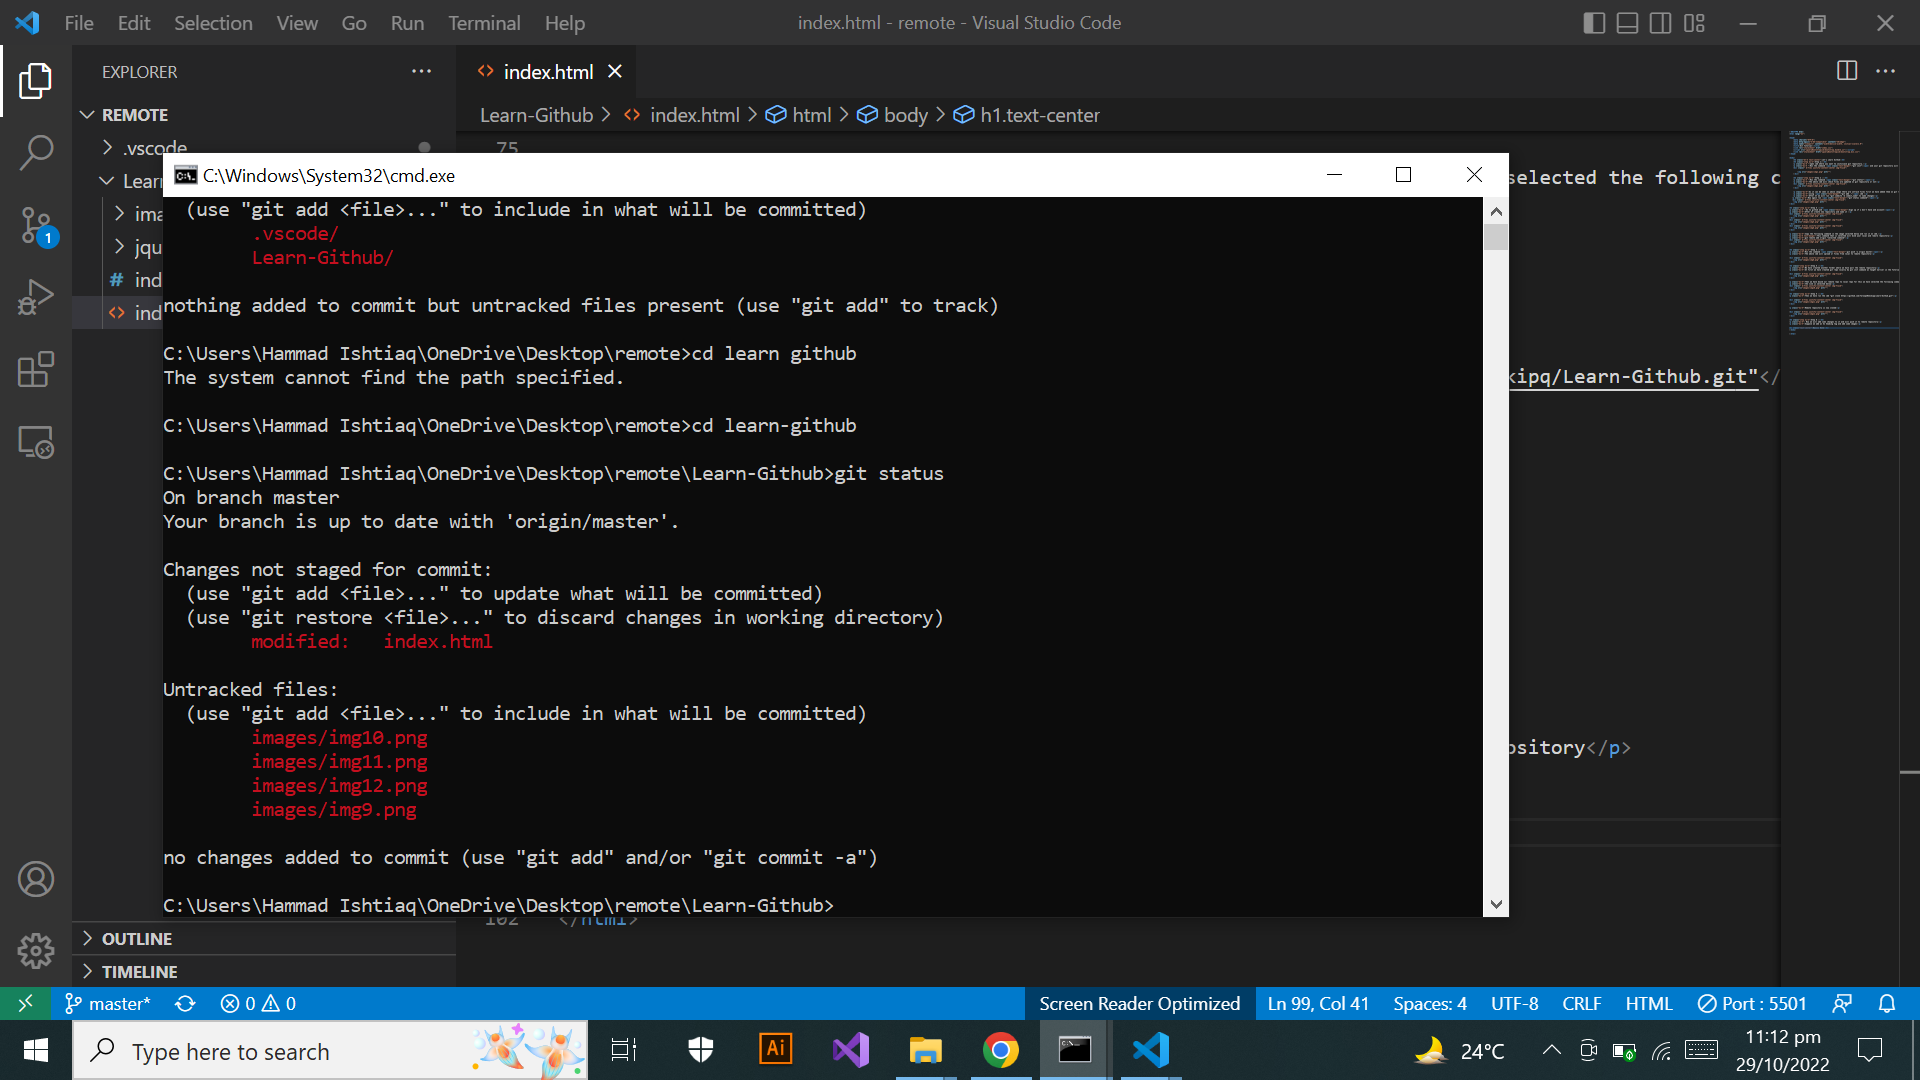 File Edit Selection View Go Run Terminal Help
index.html - remote - Visual Studio Code
EXPLORER
index.html
REMOTE
Learn-Github > index.html > html > body > h1.text-center
.vscode
75
Lear
ima
jqu
ind
ind
1
C:\Windows\System32\cmd.exe
(use "git add <file>..." to include in what will be committed)
.vscode/
Learn-Github/
nothing added to commit but untracked files present (use "git add" to track)
C:\Users\Hammad Ishtiaq\OneDrive\Desktop\remote>cd learn github
The system cannot find the path specified.
C:\Users\Hammad Ishtiaq\OneDrive\Desktop\remote>cd learn-github
C:\Users\Hammad Ishtiaq\OneDrive\Desktop\remote\Learn-Github>git status
On branch master
Your branch is up to date with 'origin/master'.
Changes not staged for commit:
(use "git add <file>..." to update what will be committed)
(use "git restore <file>..." to discard changes in working directory)
modified:   index.html
Untracked files:
(use "git add <file>..." to include in what will be committed)
images/img10.png
images/img11.png
images/img12.png
images/img9.png
no changes added to commit (use "git add" and/or "git commit -a")
C:\Users\Hammad Ishtiaq\OneDrive\Desktop\remote\Learn-Github>
selected the following c
kipq/Learn-Github.git"</
ository</p>
102 </html>
OUTLINE
TIMELINE
master* 0 0
Screen Reader Optimized Ln 99, Col 41 Spaces: 4 UTF-8 CRLF HTML Port : 5501
Type here to search
Ai
24°C
11:12 pm
29/10/2022